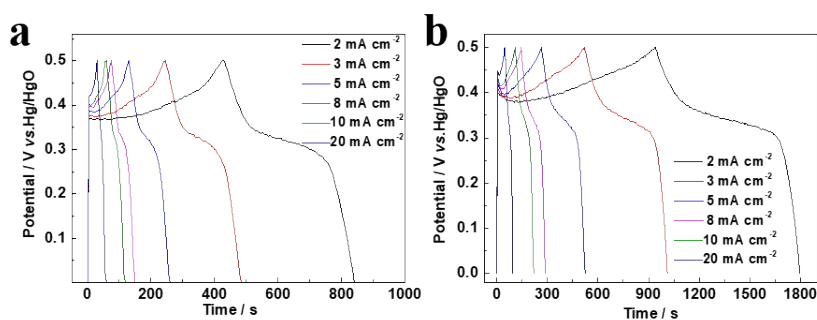 a
Potential / V vs.Hg/HgO
0.5
0.4
0.3
0.2
0.1
2 mA cm-2
3 mA cm-2
5 mA cm-2
8 mA cm-2
10 mA cm-2
20 mA cm-2
0 200 400 600 800 1000
Time / s
b
Potential / V vs.Hg/HgO
0.5
0.4
0.3
0.2
0.1
0.0
2 mA cm-2
3 mA cm-2
5 mA cm-2
8 mA cm-2
10 mA cm-2
20 mA cm-2
0 300 600 900 1200 1500 1800
Time / s